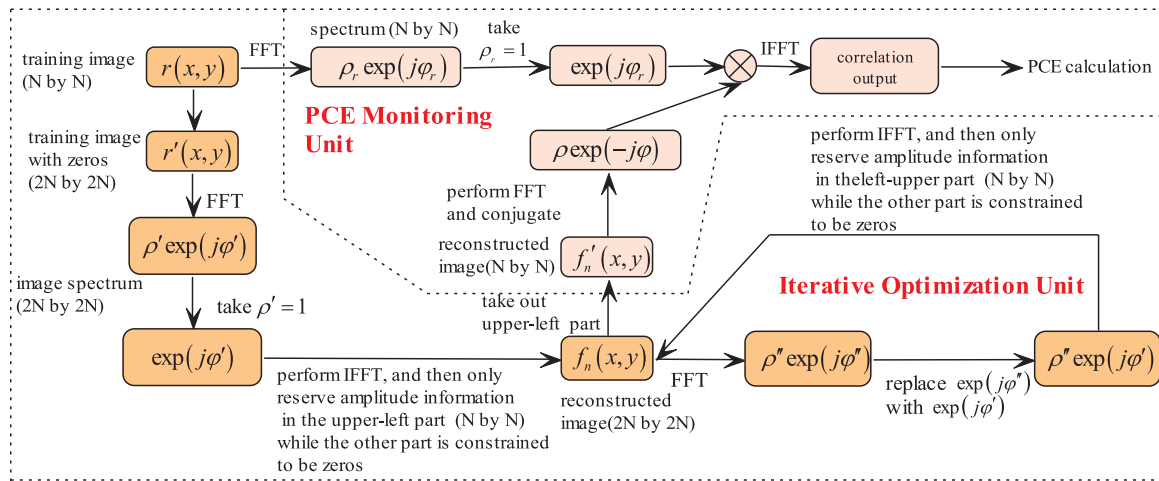 training image
(N by N)
r(x, y)
FFT
spectrum (N by N)
ρ_r exp(jφ_r)
take
ρ_r = 1
exp(jφ_r)
⊗
IFFT
correlation
output
PCE calculation
PCE Monitoring
Unit
training image
with zeros
(2N by 2N)
r′(x, y)
FFT
ρ′ exp(jφ′)
image spectrum
(2N by 2N)
take ρ′ = 1
exp(jφ′)
perform IFFT, and then only
reserve amplitude information
in the upper-left part (N by N)
while the other part is constrained
to be zeros
ρ exp(−jφ)
perform FFT
and conjugate
reconstructed
image(N by N)
f_n′(x, y)
take out
upper-left part
f_n(x, y)
reconstructed
image(2N by 2N)
FFT
ρ″ exp(jφ″)
replace exp(jφ″)
with exp(jφ′)
ρ″ exp(jφ′)
Iterative Optimization Unit
perform IFFT, and then only
reserve amplitude information
in theleft-upper part (N by N)
while the other part is constrained
to be zeros